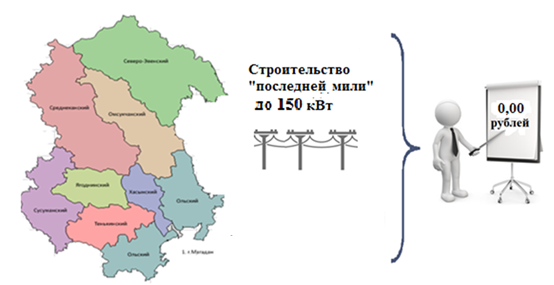 Северо-Эвенский
Среднеканский
Омсукчанский
Ягоднинский
Хасынский
Ольский
Сусуманский
Тенькинский
Ольский
1. г. Магадан
Строительство
"последней мили"
до 150 кВт
0,00
рублей